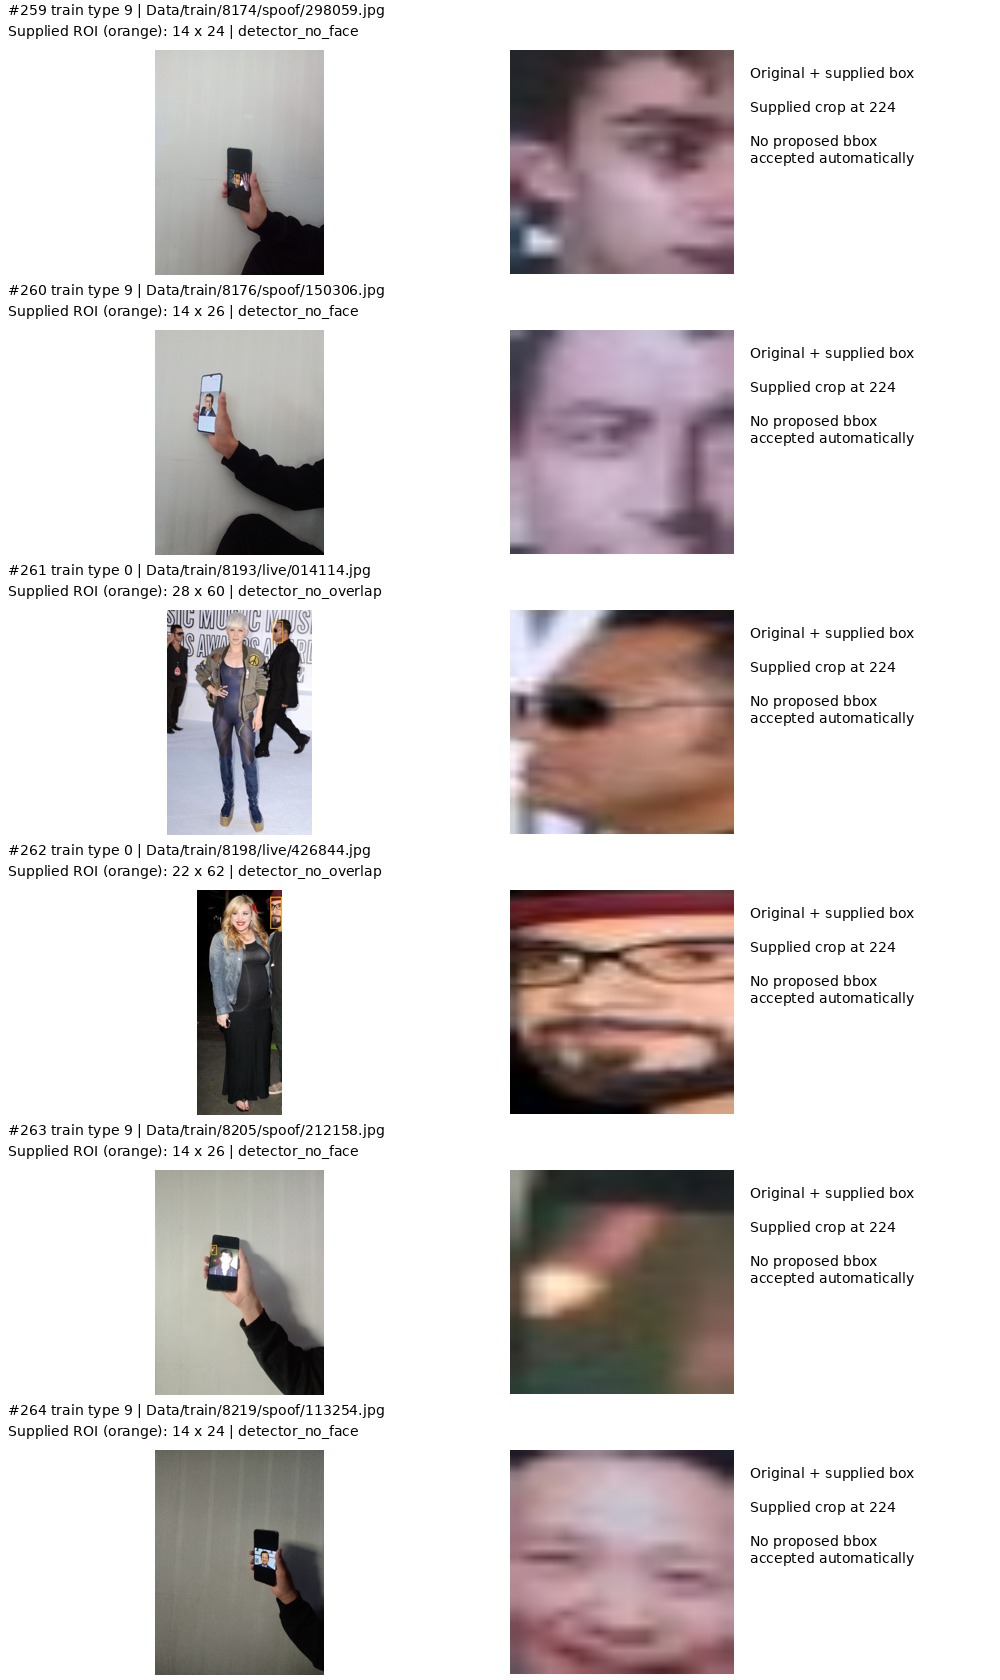 #259 train type 9 | Data/train/8174/spoof/298059.jpg
Supplied ROI (orange): 14 x 24 | detector_no_face
Original + supplied box
Supplied crop at 224
No proposed bbox
accepted automatically
#260 train type 9 | Data/train/8176/spoof/150306.jpg
Supplied ROI (orange): 14 x 26 | detector_no_face
Original + supplied box
Supplied crop at 224
No proposed bbox
accepted automatically
#261 train type 0 | Data/train/8193/live/014114.jpg
Supplied ROI (orange): 28 x 60 | detector_no_overlap
Original + supplied box
Supplied crop at 224
No proposed bbox
accepted automatically
#262 train type 0 | Data/train/8198/live/426844.jpg
Supplied ROI (orange): 22 x 62 | detector_no_overlap
Original + supplied box
Supplied crop at 224
No proposed bbox
accepted automatically
#263 train type 9 | Data/train/8205/spoof/212158.jpg
Supplied ROI (orange): 14 x 26 | detector_no_face
Original + supplied box
Supplied crop at 224
No proposed bbox
accepted automatically
#264 train type 9 | Data/train/8219/spoof/113254.jpg
Supplied ROI (orange): 14 x 24 | detector_no_face
Original + supplied box
Supplied crop at 224
No proposed bbox
accepted automatically